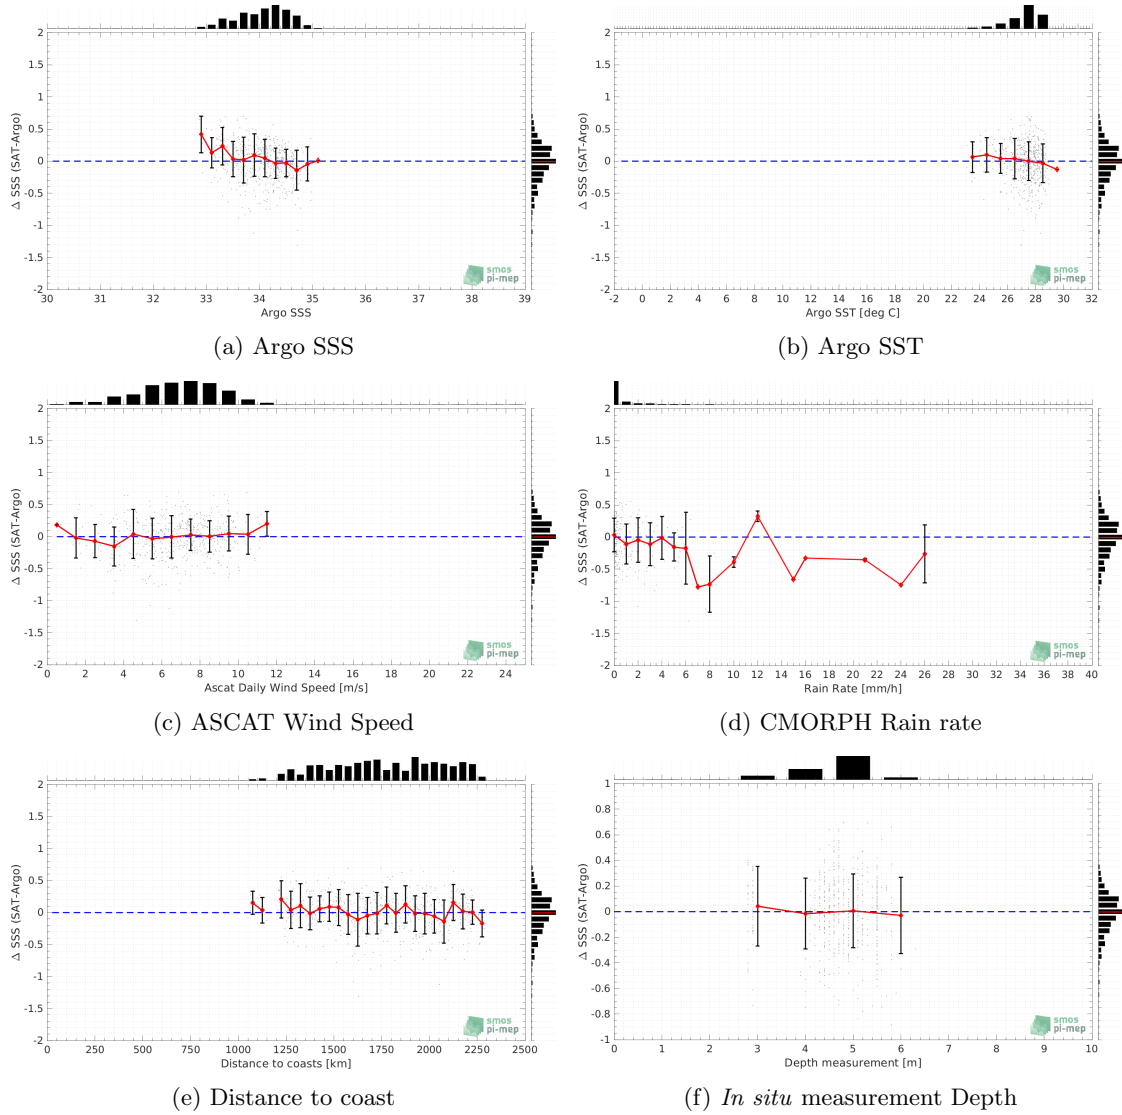 2
1.5
1
0.5
0
-0.5
-1
-1.5
-2
Δ SSS (SAT-Argo)
smos
pi-mep
30 31 32 33 34 35 36 37 38 39
Argo SSS
(a) Argo SSS
2
1.5
1
0.5
0
-0.5
-1
-1.5
-2
Δ SSS (SAT-Argo)
smos
pi-mep
-2 0 2 4 6 8 10 12 14 16 18 20 22 24 26 28 30 32
Argo SST [deg C]
(b) Argo SST
2
1.5
1
0.5
0
-0.5
-1
-1.5
-2
Δ SSS (SAT-Argo)
smos
pi-mep
0 2 4 6 8 10 12 14 16 18 20 22 24
Ascat Daily Wind Speed [m/s]
(c) ASCAT Wind Speed
2
1.5
1
0.5
0
-0.5
-1
-1.5
-2
Δ SSS (SAT-Argo)
smos
pi-mep
0 2 4 6 8 10 12 14 16 18 20 22 24 26 28 30 32 34 36 38 40
Rain Rate [mm/h]
(d) CMORPH Rain rate
2
1.5
1
0.5
0
-0.5
-1
-1.5
-2
Δ SSS (SAT-Argo)
smos
pi-mep
0 250 500 750 1000 1250 1500 1750 2000 2250 2500
Distance to coasts [km]
(e) Distance to coast
1
0.8
0.6
0.4
0.2
0
-0.2
-0.4
-0.6
-0.8
-1
Δ SSS (SAT-Argo)
smos
pi-mep
0 1 2 3 4 5 6 7 8 9 10
Depth measurement [m]
(f) In situ measurement Depth